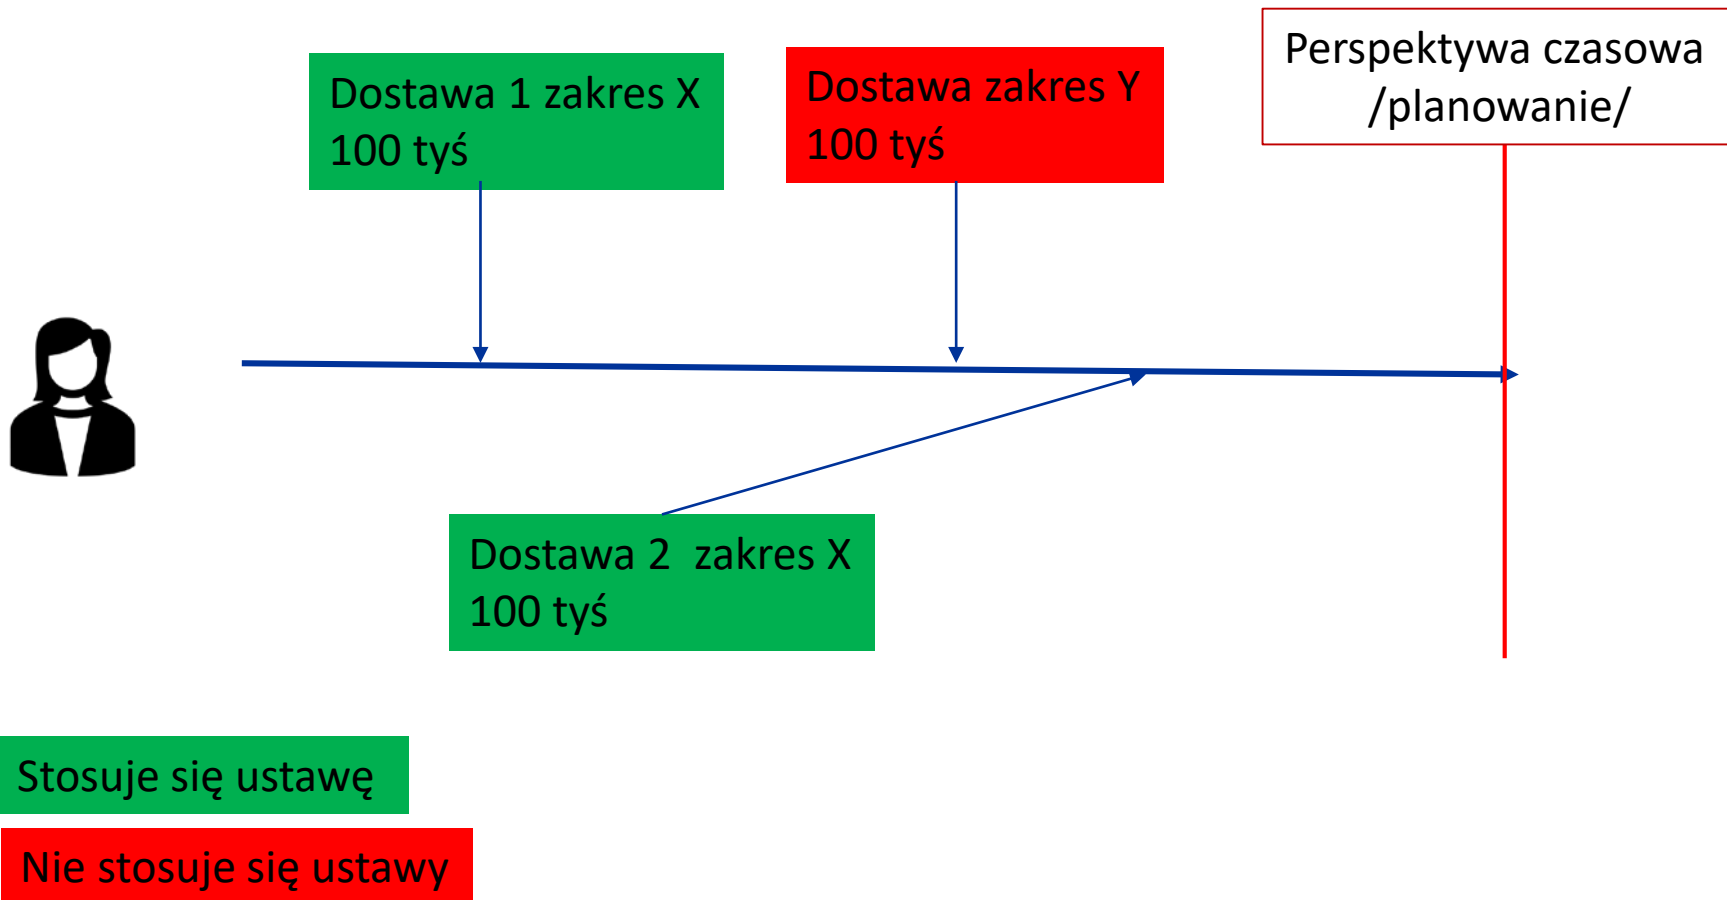 Perspektywa czasowa
/planowanie/
Dostawa 1 zakres X
100 tyś
Dostawa zakres Y
100 tyś
Dostawa 2  zakres X
100 tyś
Stosuje się ustawę
Nie stosuje się ustawy